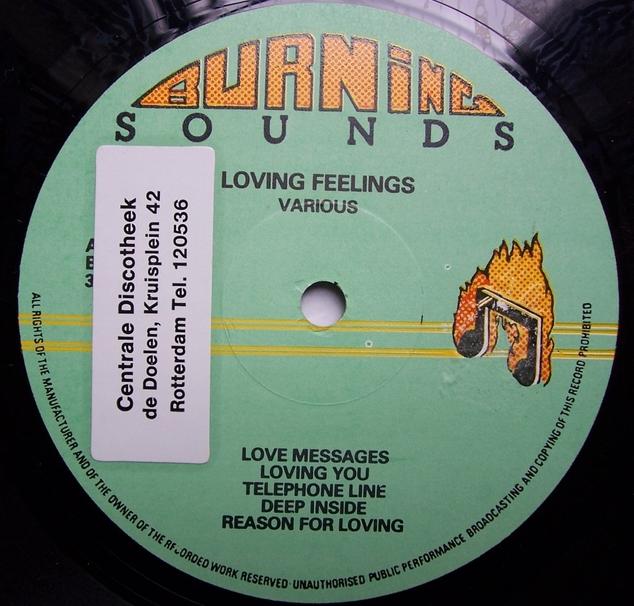 BURNING
SOUNDS
LOVING FEELINGS
VARIOUS
Centrale Discotheek
de Doelen, Kruisplein 42
Rotterdam Tel. 120536
A
B
3
LOVE MESSAGES
LOVING YOU
TELEPHONE LINE
DEEP INSIDE
REASON FOR LOVING
ALL RIGHTS OF THE MANUFACTURER AND OF THE OWNER OF THE RECORDED WORK RESERVED · UNAUTHORISED PUBLIC PERFORMANCE BROADCASTING AND COPYING OF THIS RECORD PROHIBITED